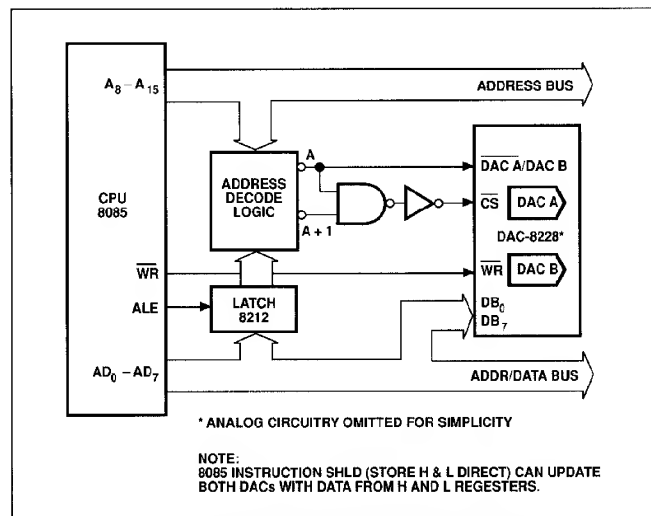 A8 – A15
ADDRESS BUS
CPU
8085
ADDRESS
DECODE
LOGIC
A
A + 1
DAC A/DAC B
CS
DAC A
DAC-8228*
WR
DAC B
WR
ALE
LATCH
8212
DB0
DB7
AD0 – AD7
ADDR/DATA BUS
* ANALOG CIRCUITRY OMITTED FOR SIMPLICITY
NOTE:
8085 INSTRUCTION SHLD (STORE H & L DIRECT) CAN UPDATE
BOTH DACs WITH DATA FROM H AND L REGESTERS.